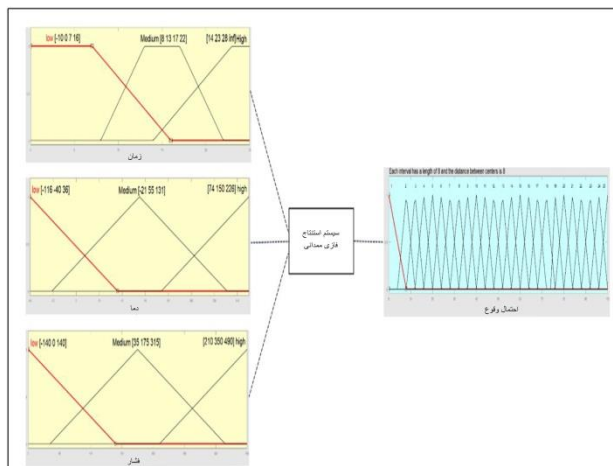 low [-10 0 7 16] Medium [8 13 17 22] [14 23 28 inf]High
زمان
low [-116 -40 36] Medium [-21 55 131] [74 150 226] high
دما
low [-140 0 140] Medium [35 175 315] [210 350 490] high
فشار
سیستم استنتاج
فازی ممدانی
Each interval has a length of 8 and the distance between centers is 8
احتمال وقوع